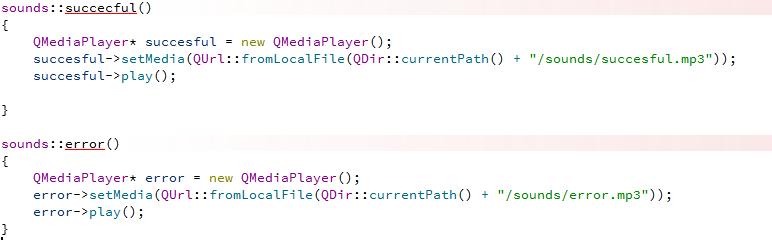 sounds::succecful()
{
    QMediaPlayer* succesful = new QMediaPlayer();
    succesful->setMedia(QUrl::fromLocalFile(QDir::currentPath() + "/sounds/succesful.mp3"));
    succesful->play();

}

sounds::error()
{
    QMediaPlayer* error = new QMediaPlayer();
    error->setMedia(QUrl::fromLocalFile(QDir::currentPath() + "/sounds/error.mp3"));
    error->play();
}